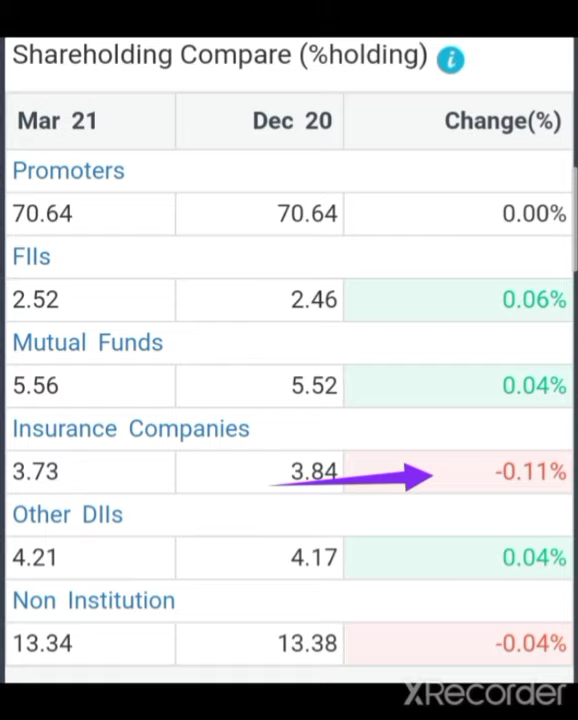 Shareholding Compare (%holding) i
Mar 21 Dec 20 Change(%)
Promoters
70.64 70.64 0.00%
FIIs
2.52 2.46 0.06%
Mutual Funds
5.56 5.52 0.04%
Insurance Companies
3.73 3.84 -0.11%
Other DIIs
4.21 4.17 0.04%
Non Institution
13.34 13.38 -0.04%
XRecorder